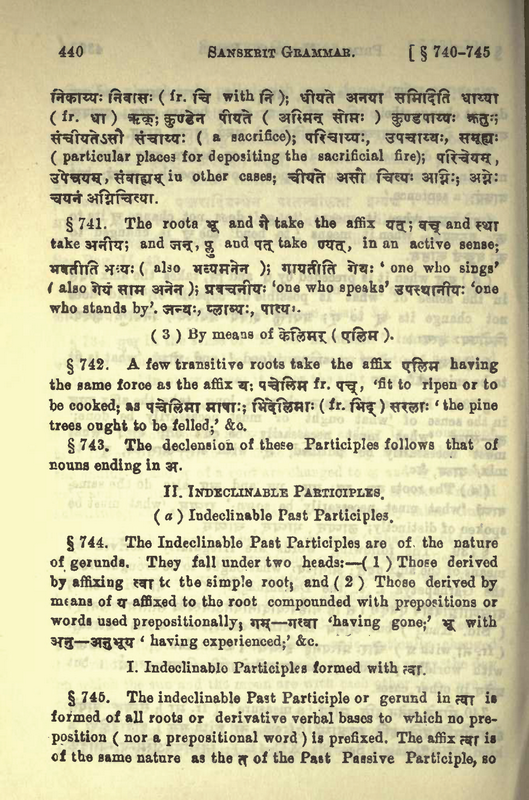 440 SANSKRIT GRAMMAR. [ § 740-745
निकाय्यः निवासः ( fr. चि with नि ); धीयते अनया समिदिति धाय्या
( fr. धा ) ऋक्; कुण्डेन पीयते ( अस्मिन् सोमः ) कुण्डपाय्यः क्रतुः;
संचीयतेऽसौ संचाय्यः ( a sacrifice); परिचाय्यः, उपचाय्यः, समूह्यः
( particular places for depositing the sacrificial fire); परिचेयम्,
उपचेयम्, संवाह्यम् in other cases; चीयते असौ चित्यः अग्निः; अग्नेः
चयनं अग्निचित्या.
§ 741. The roots भू and गै take the affix यत्; वच् and स्था
take अनीय; and जन्, प्लु and पत् take ण्यत्, in an active sense;
भवतीति भव्यः ( also भव्यमनेन ); गायतीति गेयः ' one who sings'
( also गेयं साम अनेन ); प्रवचनीयः 'one who speaks' उपस्थानीयः 'one
who stands by'. जन्यः, प्लाव्यः, पात्यः.
( 3 ) By means of केलिमर् ( एलिम ).
§ 742. A few transitive roots take the affix एलिम having
the same force as the affix य; पचेलिम fr. पच्, 'fit to ripen or to
be cooked; as पचेलिमा माषाः; भिदेलिमाः ( fr. भिद् ) सरलाः ' the pine
trees ought to be felled;' &c.
§ 743. The declension of these Participles follows that of
nouns ending in अ.
II. INDECLINABLE PARTICIPLES.
( a ) Indeclinable Past Participles.
§ 744. The Indeclinable Past Participles are of the nature
of gerunds. They fall under two heads:—( 1 ) Those derived
by affixing त्वा to the simple root; and ( 2 ) Those derived by
means of य affixed to the root compounded with prepositions or
words used prepositionally; गम्—गत्वा 'having gone;' भू with
अनु—अनुभूय ' having experienced;' &c.
I. Indeclinable Participles formed with त्वा.
§ 745. The indeclinable Past Participle or gerund in त्वा is
formed of all roots or derivative verbal bases to which no pre-
position ( nor a prepositional word ) is prefixed. The affix त्वा is
of the same nature as the त of the Past Passive Participle, so